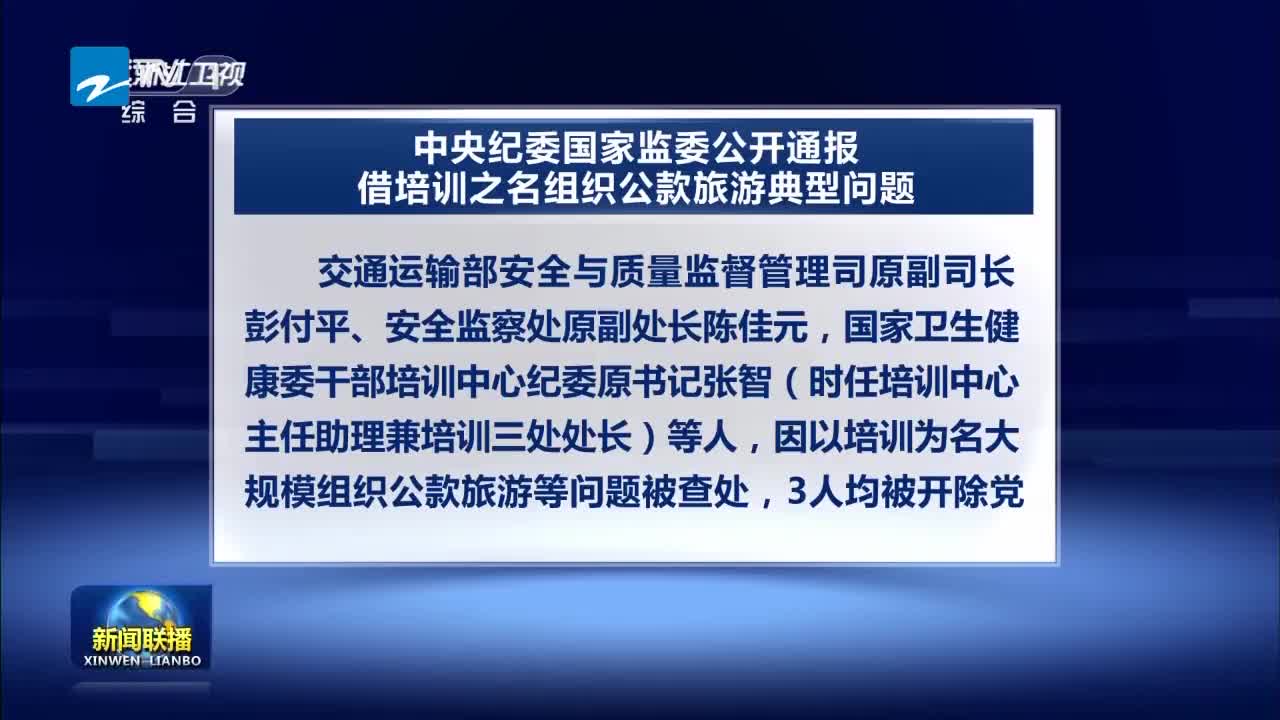 卫视
综合
中央纪委国家监委公开通报
借培训之名组织公款旅游典型问题
交通运输部安全与质量监督管理司原副司长
彭付平、安全监察处原副处长陈佳元，国家卫生健
康委干部培训中心纪委原书记张智（时任培训中心
主任助理兼培训三处处长）等人，因以培训为名大
规模组织公款旅游等问题被查处，3人均被开除党
新闻联播
XINWEN LIANBO